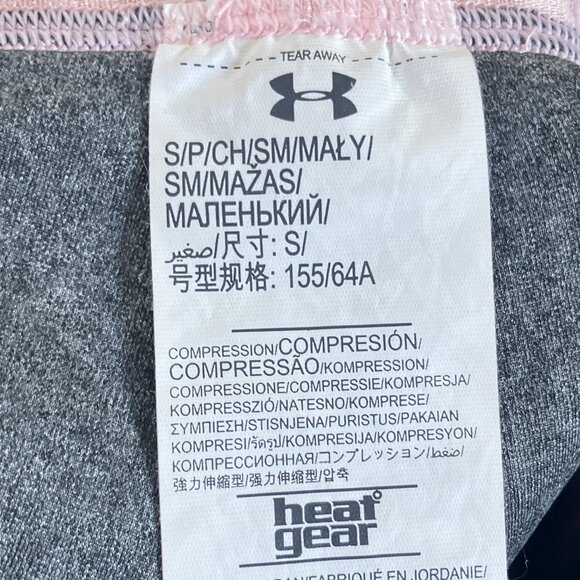 TEAR AWAY
S/P/CH/SM/MAŁY/
SM/MAŽAS/
МАЛЕНЬКИЙ/
صغير/尺寸: S/
号型规格: 155/64A
COMPRESSION/COMPRESIÓN/
COMPRESSÃO/KOMPRESSION/
COMPRESSIONE/COMPRESSIE/KOMPRESJA/
KOMPRESSZIÓ/NATESNO/KOMPRESE/
ΣΥΜΠΙΕΣΗ/STISNJENA/PURISTUS/PAKAIAN
KOMPRESI/รัดรูป/KOMPRESIJA/KOMPRESYON/
КОМПРЕССИОННАЯ/コンプレッション/ضغط/
強力伸縮型/强力伸缩型/압축
heat
gear
FABRIQUÉ EN JORDANIE/